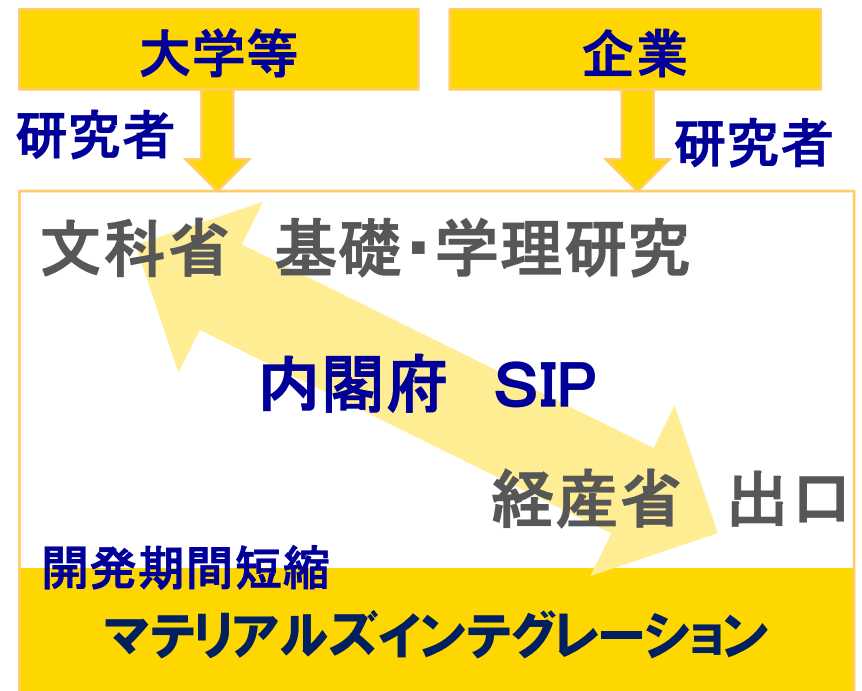 大学等
企業
研究者
研究者
文科省　基礎・学理研究
内閣府　SIP
経産省　出口
開発期間短縮
マテリアルズインテグレーション